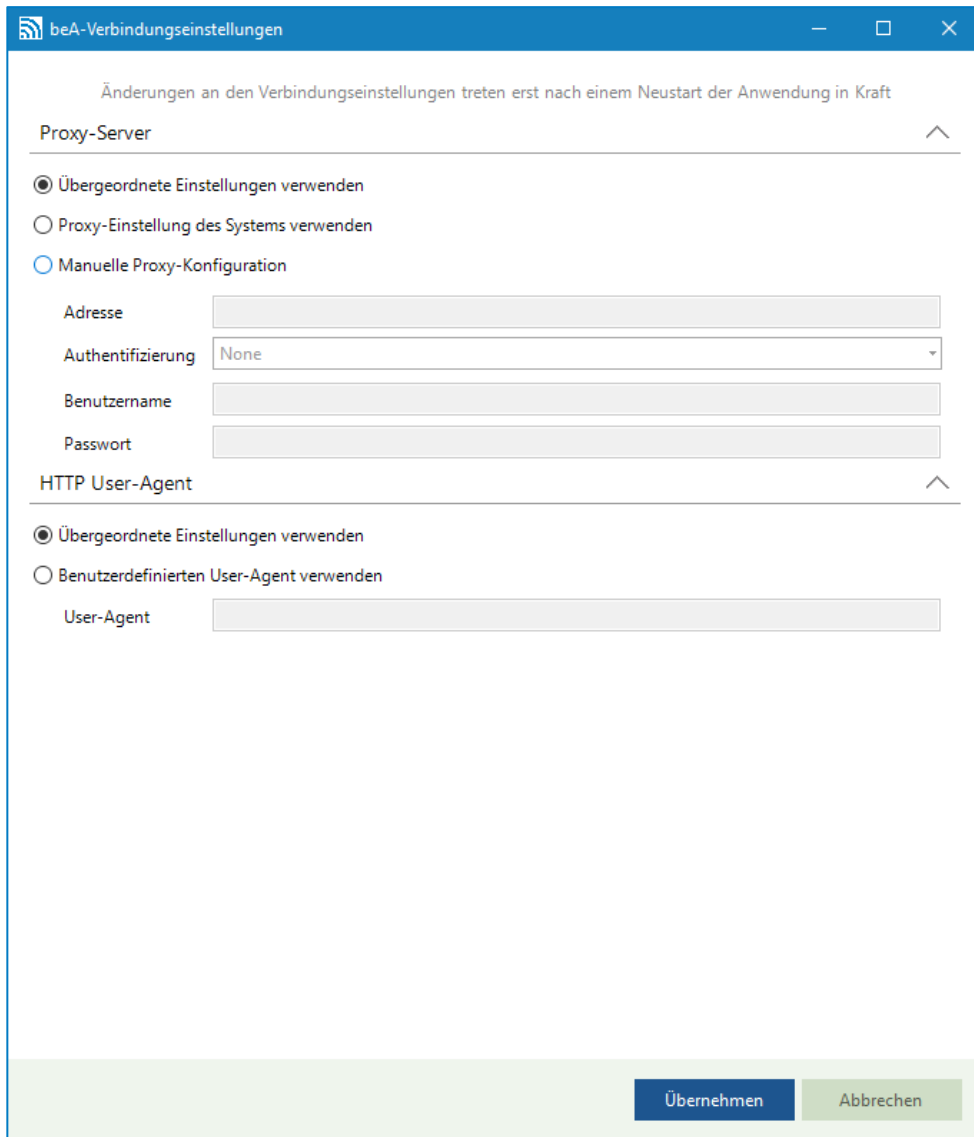 beA-Verbindungseinstellungen
Änderungen an den Verbindungseinstellungen treten erst nach einem Neustart der Anwendung in Kraft
Proxy-Server
Übergeordnete Einstellungen verwenden
Proxy-Einstellung des Systems verwenden
Manuelle Proxy-Konfiguration
Adresse
Authentifizierung None
Benutzername
Passwort
HTTP User-Agent
Übergeordnete Einstellungen verwenden
Benutzerdefinierten User-Agent verwenden
User-Agent
Übernehmen Abbrechen